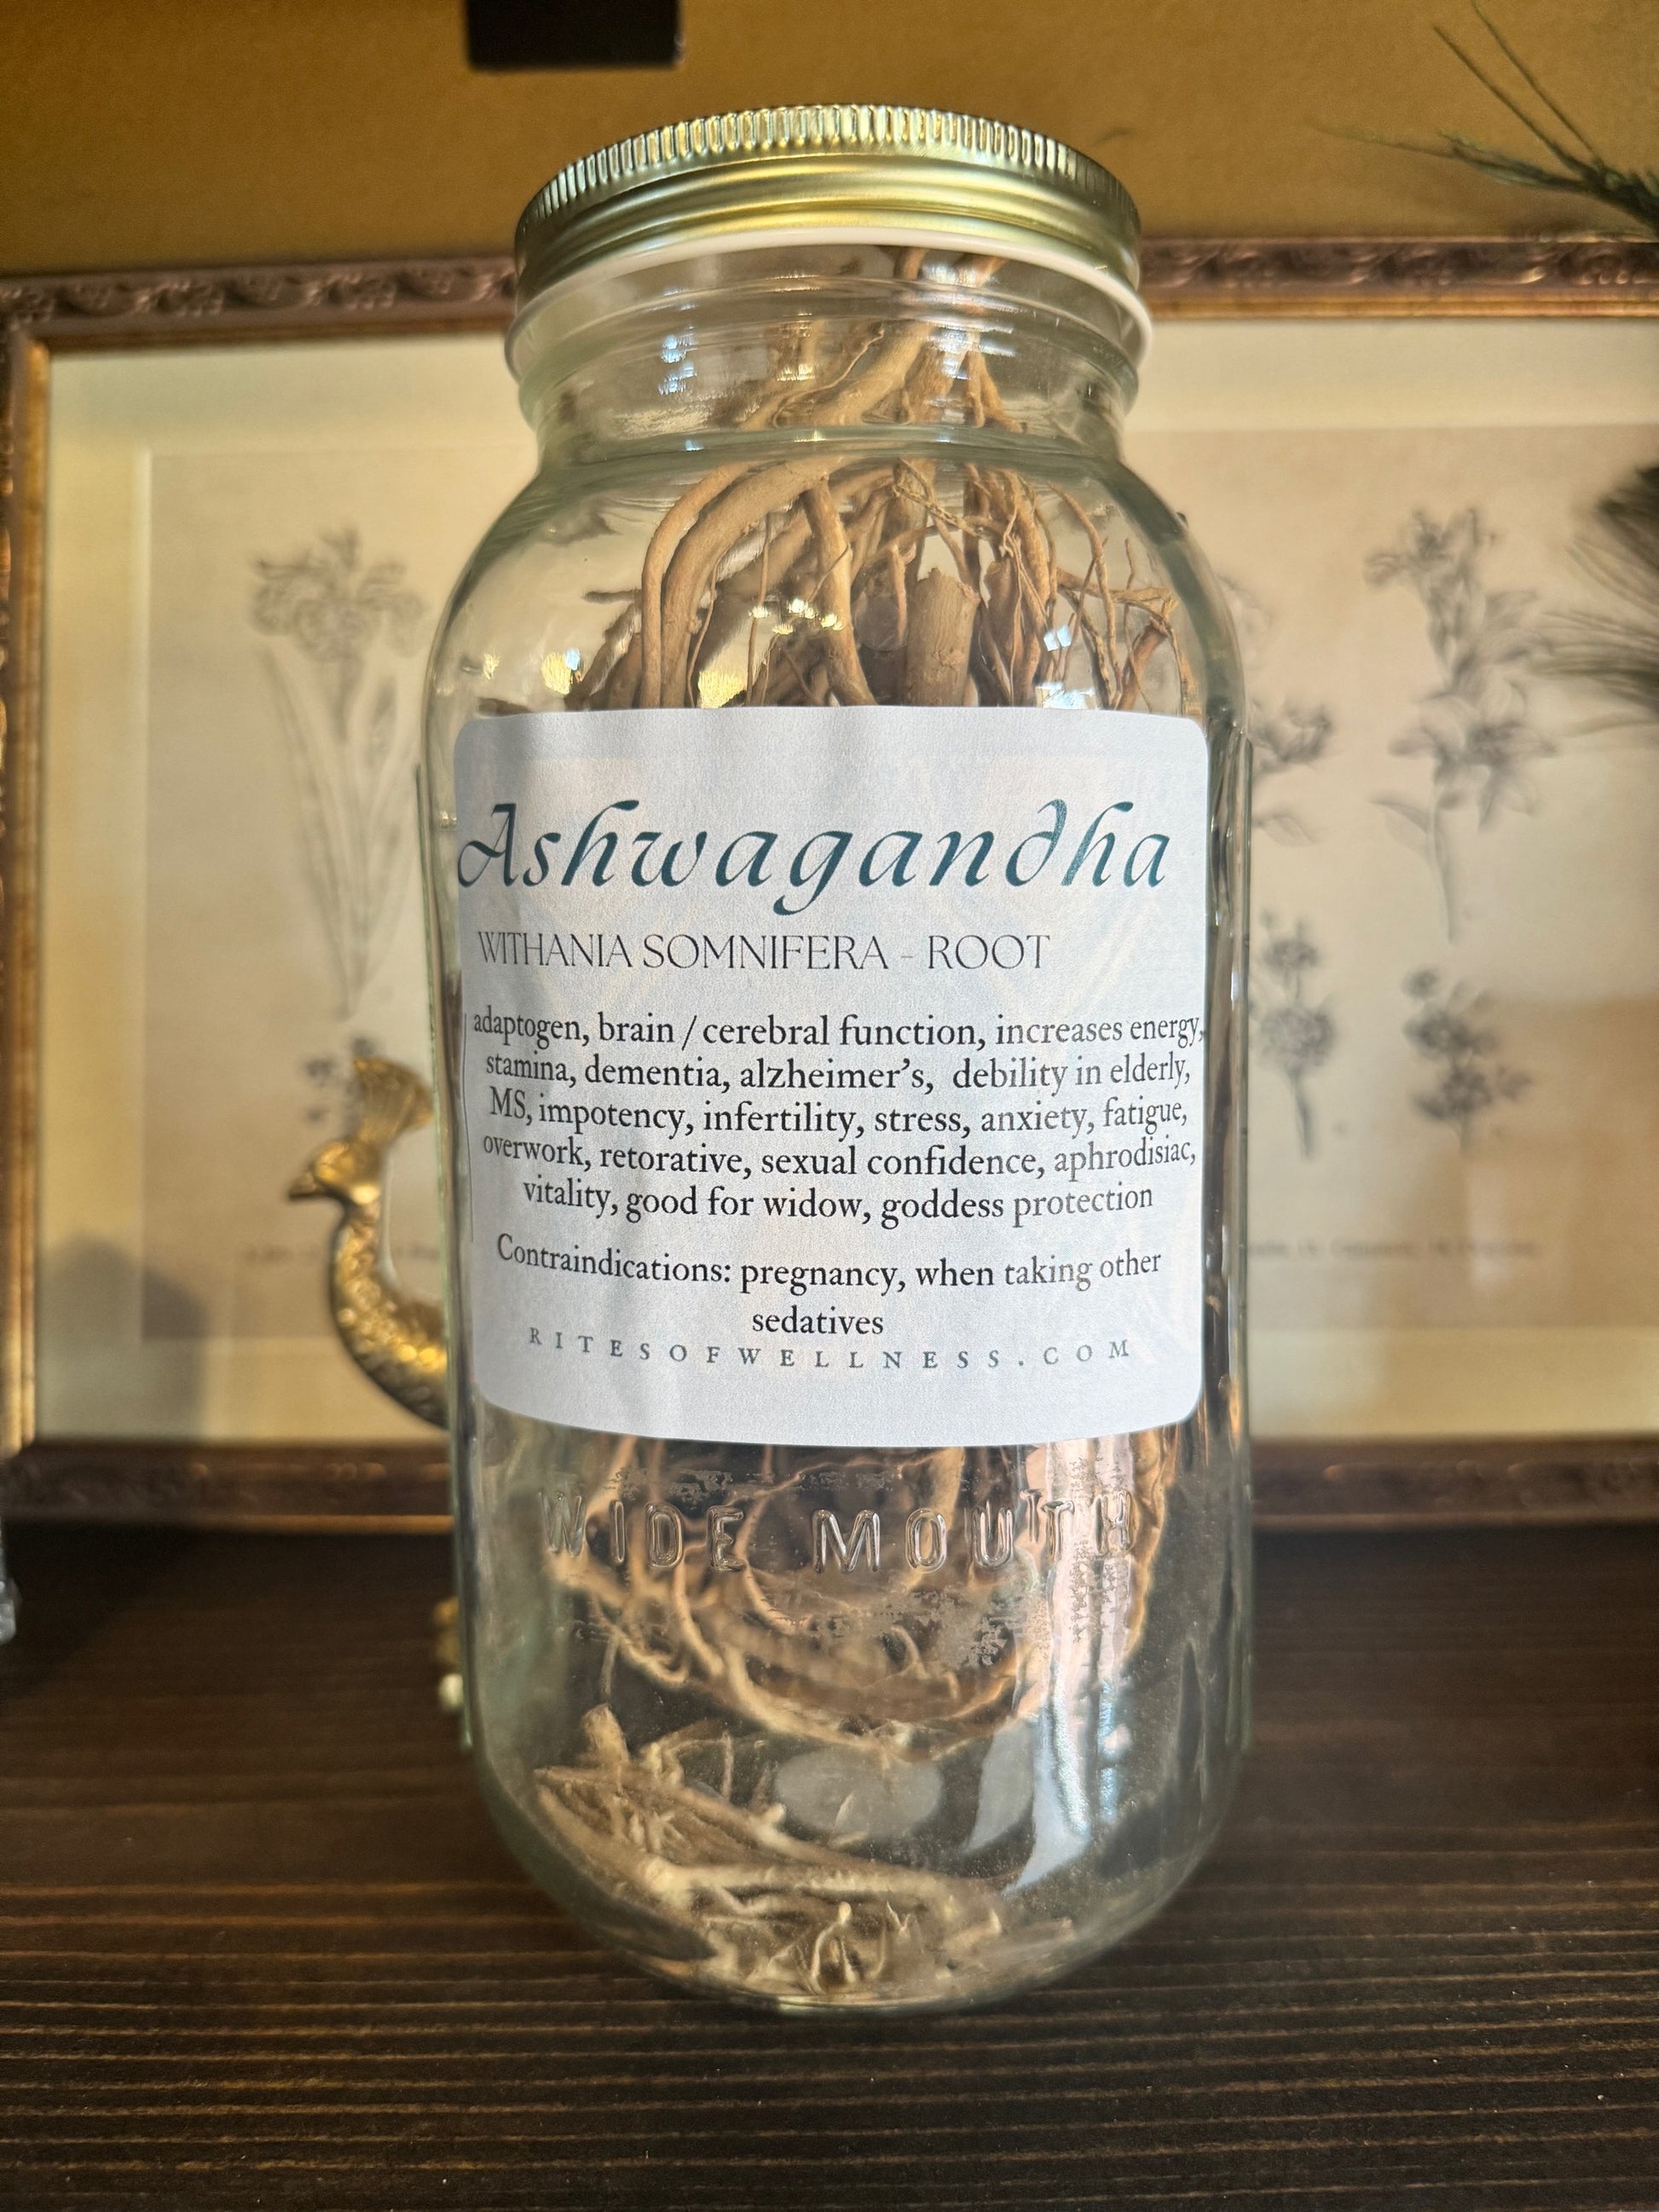 Ashwagandha
WITHANIA SOMNIFERA - ROOT
adaptogen, brain / cerebral function, increases energy,
stamina, dementia, alzheimer's, debility in elderly,
MS, impotency, infertility, stress, anxiety, fatigue,
overwork, retorative, sexual confidence, aphrodisiac,
vitality, good for widow, goddess protection
Contraindications: pregnancy, when taking other
sedatives
RITESOFWELLNESS.COM
WIDE MOUTH